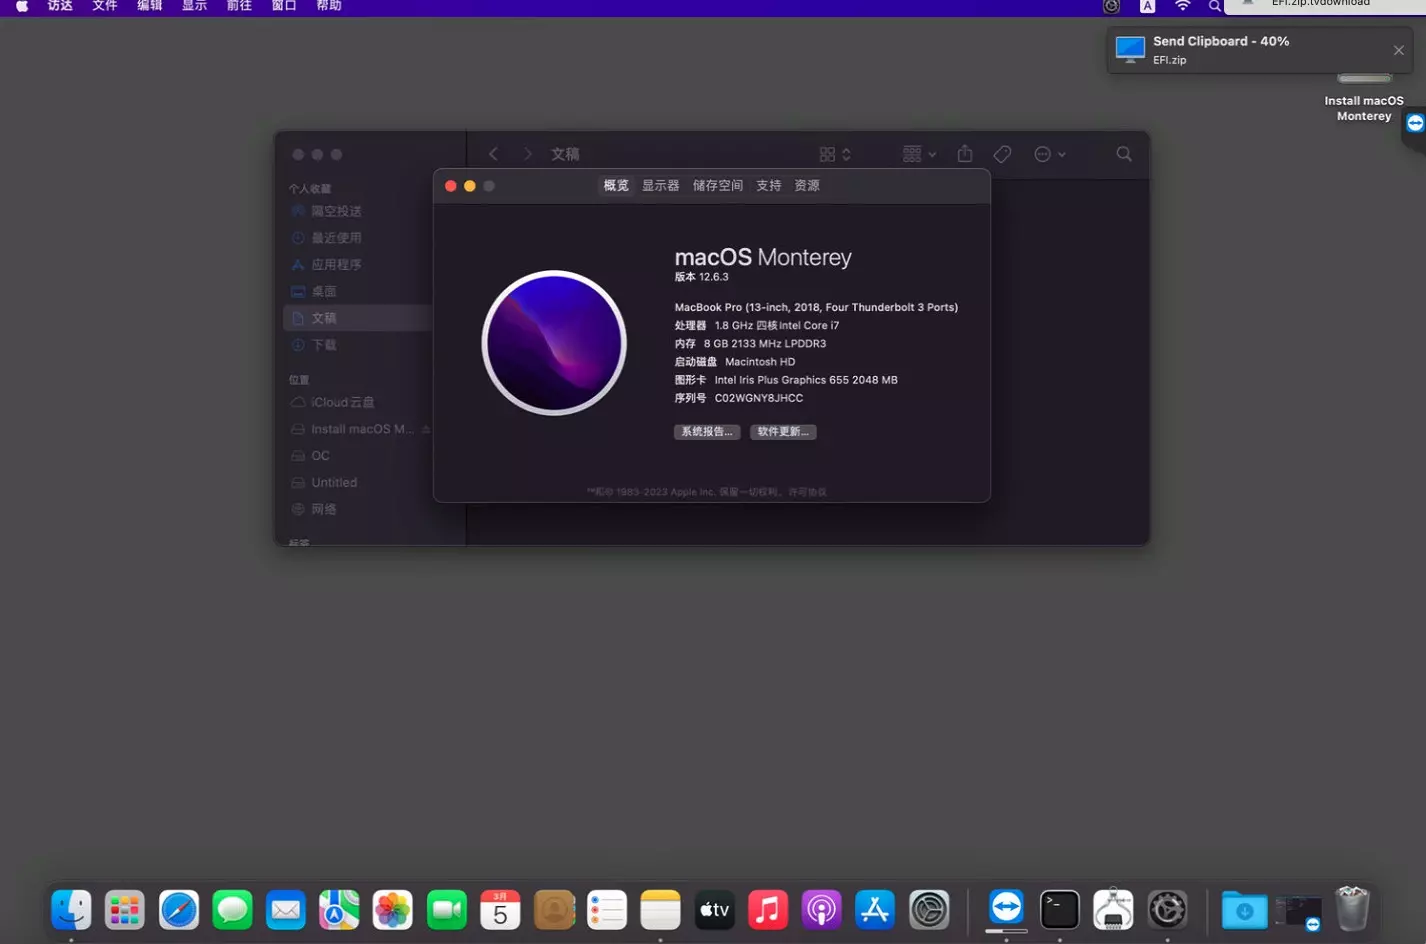 访达 文件 编辑 显示 前往 窗口 帮助
A
EFI.zip.tvdownload
Send Clipboard - 40%
EFI.zip
Install macOS
Monterey
文稿
个人收藏
隔空投送
最近使用
应用程序
桌面
文稿
下载
位置
iCloud云盘
Install macOS M...
OC
Untitled
网络
标签
概览 显示器 储存空间 支持 资源
macOS Monterey
版本 12.6.3
MacBook Pro (13-inch, 2018, Four Thunderbolt 3 Ports)
处理器 1.8 GHz 四核Intel Core i7
内存 8 GB 2133 MHz LPDDR3
启动磁盘 Macintosh HD
图形卡 Intel Iris Plus Graphics 655 2048 MB
序列号 C02WGNY8JHCC
系统报告... 软件更新...
™和© 1983-2023 Apple Inc. 保留一切权利。许可协议
3月
5
tv